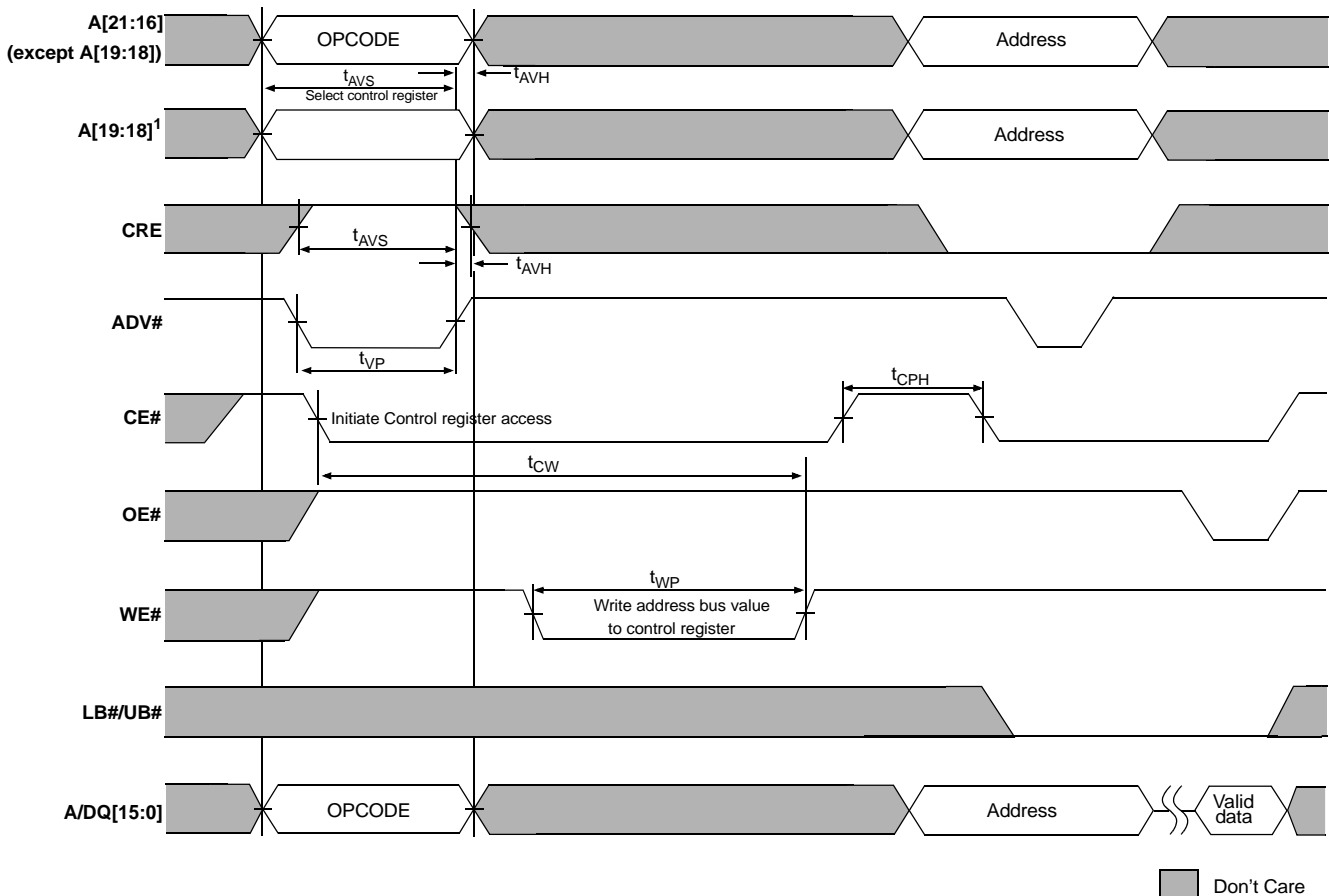 A[21:16]
(except A[19:18])
OPCODE
Address
tAVS
tAVH
Select control register
A[19:18]1
Address
CRE
tAVS
tAVH
ADV#
tVP
tCPH
CE#
Initiate Control register access
tCW
OE#
tWP
WE#
Write address bus value
to control register
LB#/UB#
A/DQ[15:0]
OPCODE
Address
Valid
data
Don't Care